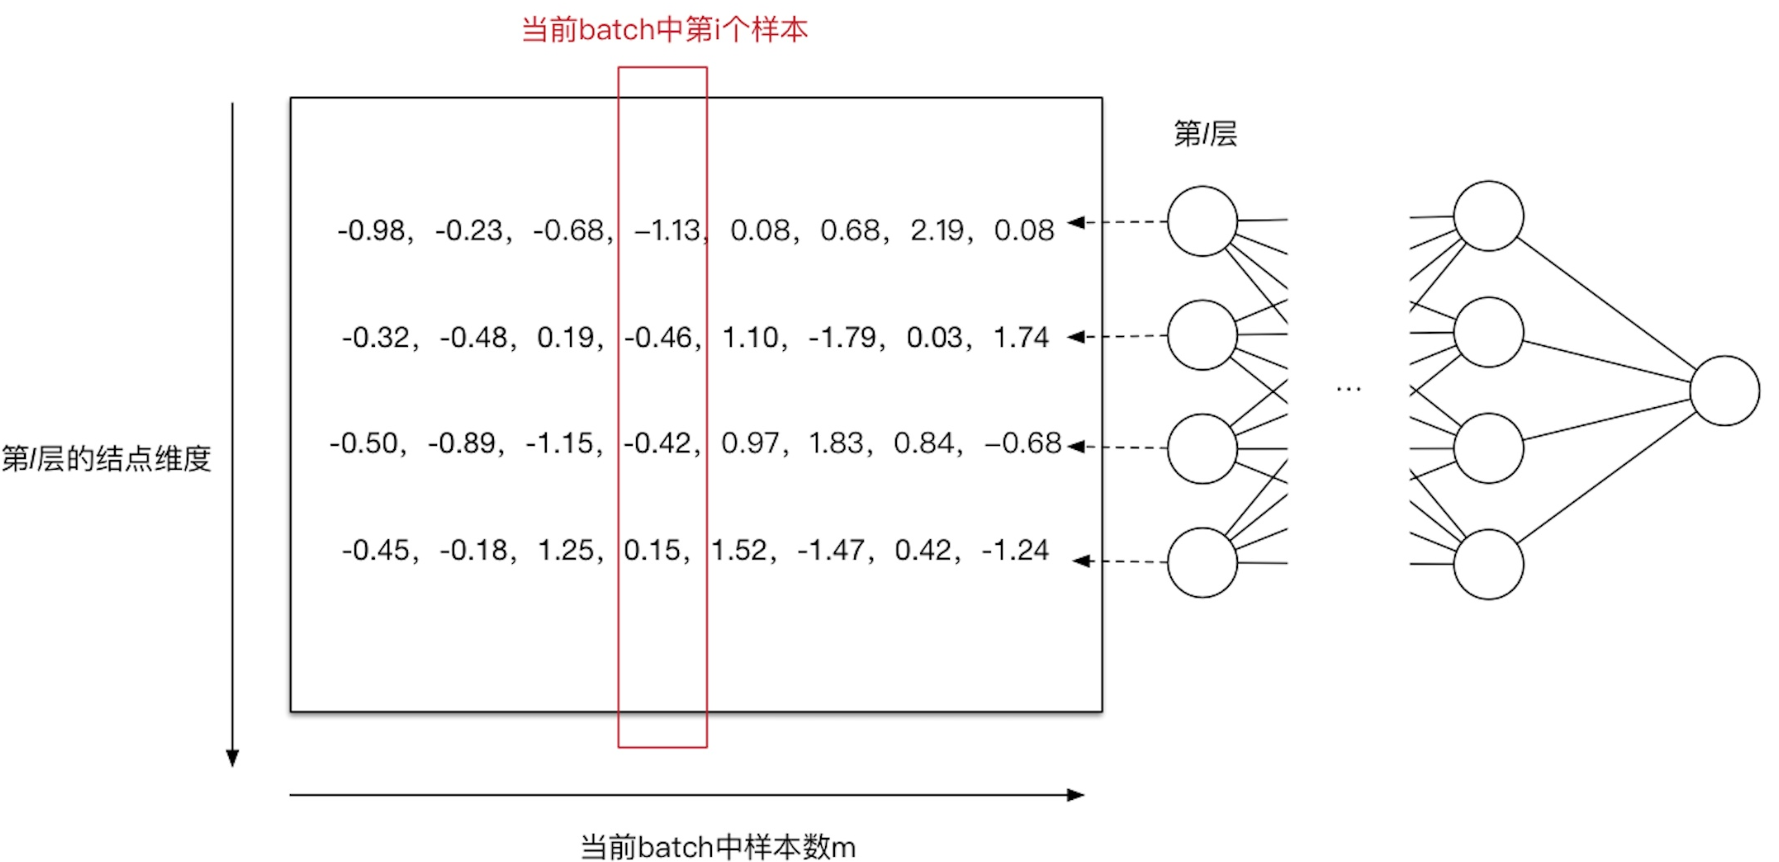 当前batch中第i个样本
第l层
-0.98, -0.23, -0.68, –1.13, 0.08, 0.68, 2.19, 0.08
-0.32, -0.48, 0.19, -0.46, 1.10, -1.79, 0.03, 1.74
...
-0.50, -0.89, -1.15, -0.42, 0.97, 1.83, 0.84, –0.68
第l层的结点维度
-0.45, -0.18, 1.25, 0.15, 1.52, -1.47, 0.42, -1.24
当前batch中样本数m